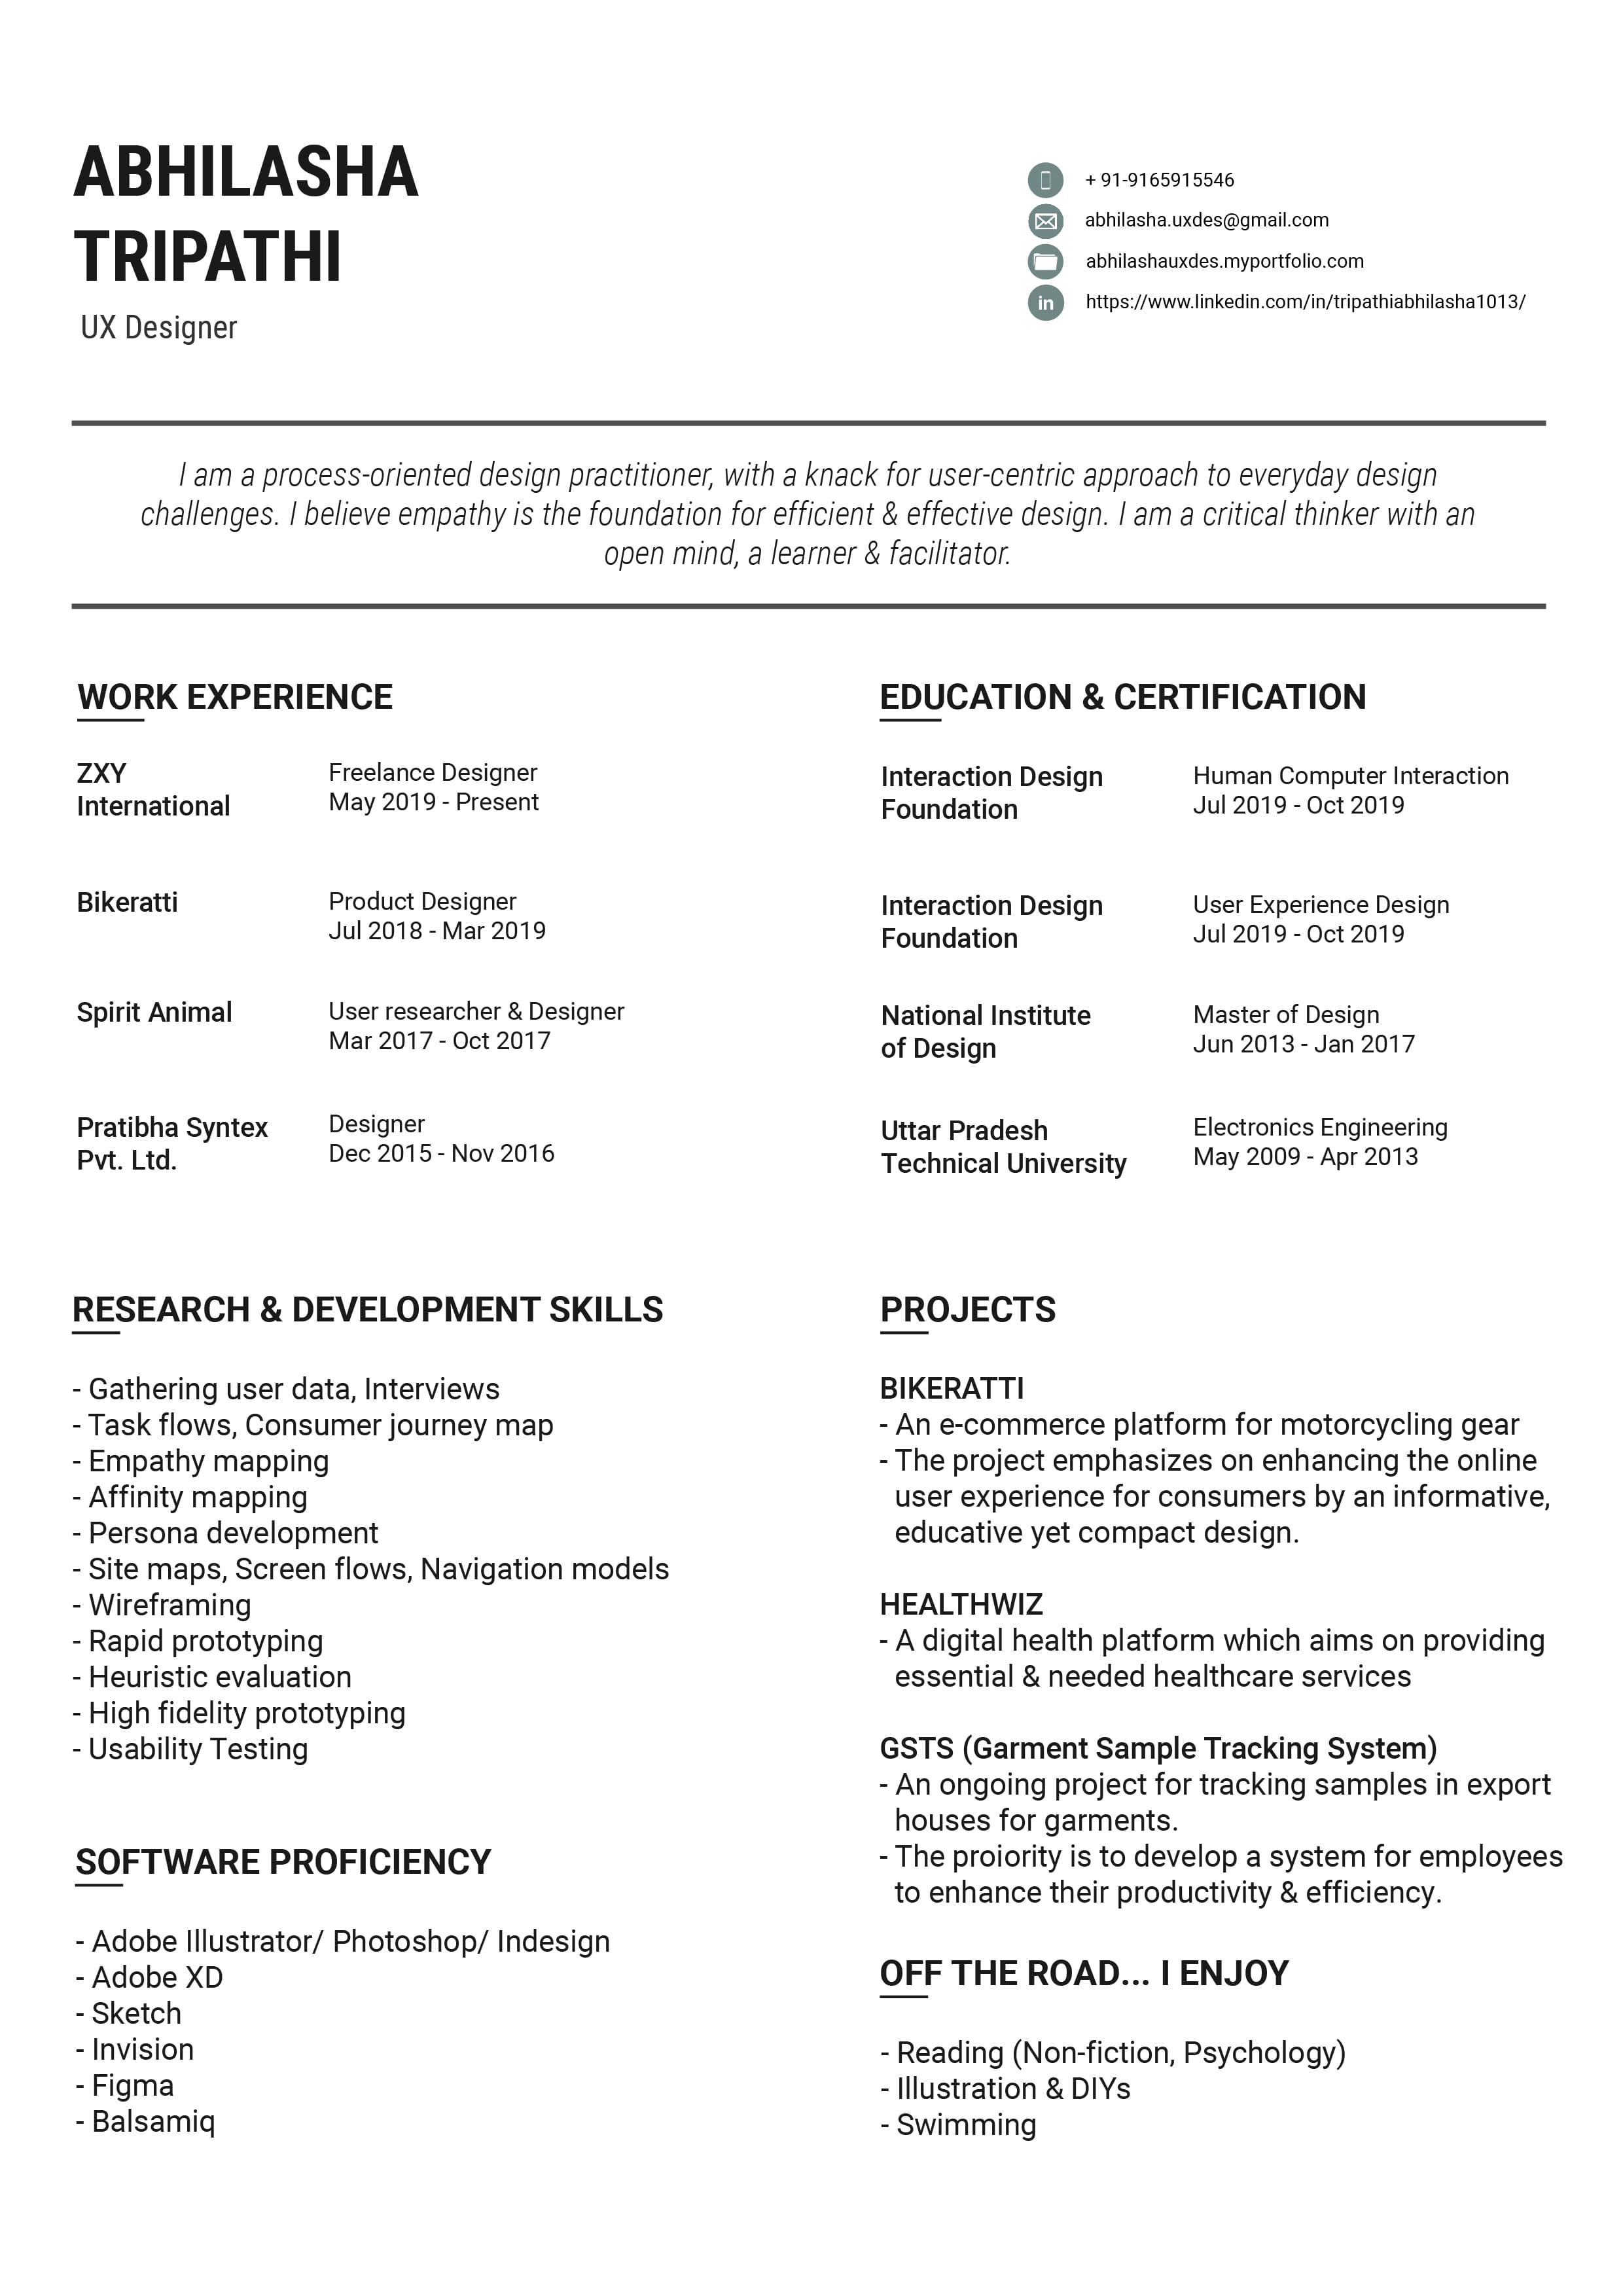 ABHILASHA
TRIPATHI
UX Designer
+ 91-9165915546
abhilasha.uxdes@gmail.com
abhilashauxdes.myportfolio.com
in https://www.linkedin.com/in/tripathiabhilasha1013/
I am a process-oriented design practitioner, with a knack for user-centric approach to everyday design
challenges. I believe empathy is the foundation for efficient & effective design. I am a critical thinker with an
open mind, a learner & facilitator.
WORK EXPERIENCE
ZXY
International
Freelance Designer
May 2019 - Present
Bikeratti
Product Designer
Jul 2018 - Mar 2019
Spirit Animal
User researcher & Designer
Mar 2017 - Oct 2017
Pratibha Syntex
Pvt. Ltd.
Designer
Dec 2015 - Nov 2016
EDUCATION & CERTIFICATION
Interaction Design
Foundation
Human Computer Interaction
Jul 2019 - Oct 2019
Interaction Design
Foundation
User Experience Design
Jul 2019 - Oct 2019
National Institute
of Design
Master of Design
Jun 2013 - Jan 2017
Uttar Pradesh
Technical University
Electronics Engineering
May 2009 - Apr 2013
RESEARCH & DEVELOPMENT SKILLS
- Gathering user data, Interviews
- Task flows, Consumer journey map
- Empathy mapping
- Affinity mapping
- Persona development
- Site maps, Screen flows, Navigation models
- Wireframing
- Rapid prototyping
- Heuristic evaluation
- High fidelity prototyping
- Usability Testing
SOFTWARE PROFICIENCY
- Adobe Illustrator/ Photoshop/ Indesign
- Adobe XD
- Sketch
- Invision
- Figma
- Balsamiq
PROJECTS
BIKERATTI
- An e-commerce platform for motorcycling gear
- The project emphasizes on enhancing the online
user experience for consumers by an informative,
educative yet compact design.
HEALTHWIZ
- A digital health platform which aims on providing
essential & needed healthcare services
GSTS (Garment Sample Tracking System)
- An ongoing project for tracking samples in export
houses for garments.
- The proiority is to develop a system for employees
to enhance their productivity & efficiency.
OFF THE ROAD... I ENJOY
- Reading (Non-fiction, Psychology)
- Illustration & DIYs
- Swimming